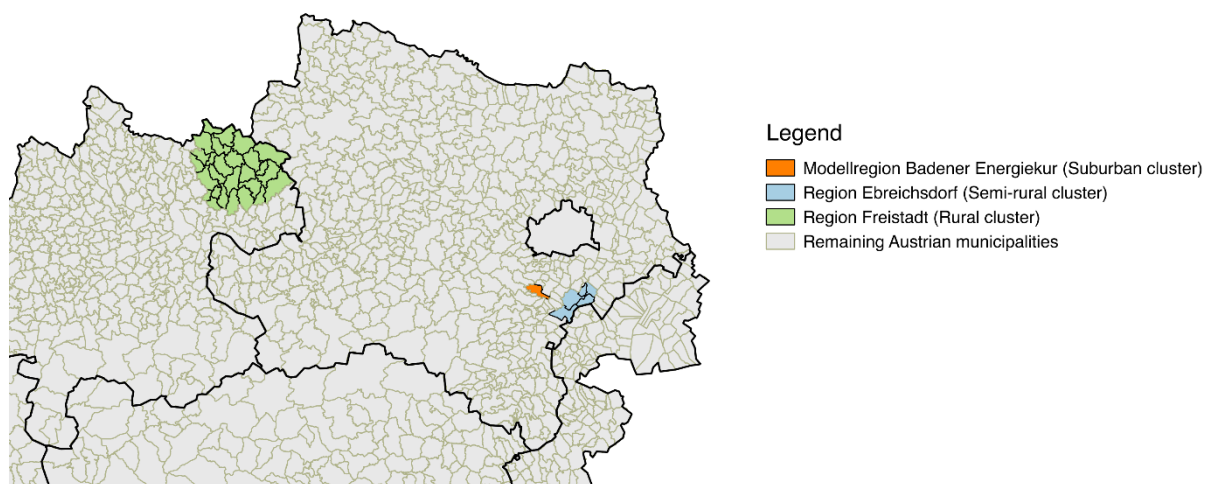 Legend
Modellregion Badener Energiekur (Suburban cluster)
Region Ebreichsdorf (Semi-rural cluster)
Region Freistadt (Rural cluster)
Remaining Austrian municipalities